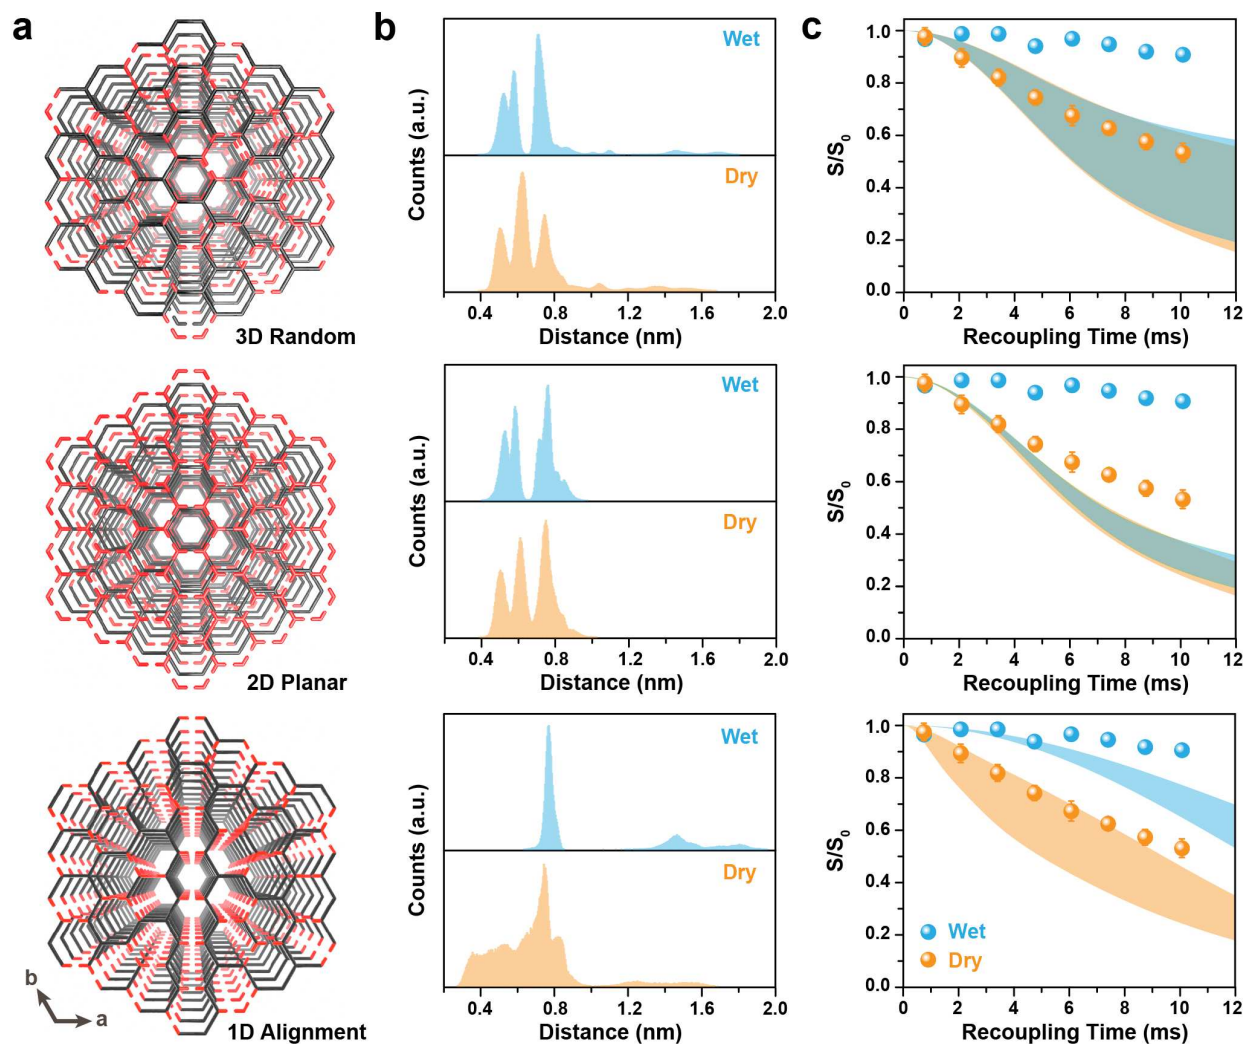 a
3D Random
2D Planar
b
a
1D Alignment
b
Counts (a.u.)
Wet
Dry
0.4 0.8 1.2 1.6 2.0
Distance (nm)
Counts (a.u.)
Wet
Dry
0.4 0.8 1.2 1.6 2.0
Distance (nm)
Counts (a.u.)
Wet
Dry
0.4 0.8 1.2 1.6 2.0
Distance (nm)
c
S/S0
1.0
0.8
0.6
0.4
0.2
0.0
0 2 4 6 8 10 12
Recoupling Time (ms)
S/S0
1.0
0.8
0.6
0.4
0.2
0.0
0 2 4 6 8 10 12
Recoupling Time (ms)
S/S0
1.0
0.8
0.6
0.4
0.2
0.0
Wet
Dry
0 2 4 6 8 10 12
Recoupling Time (ms)